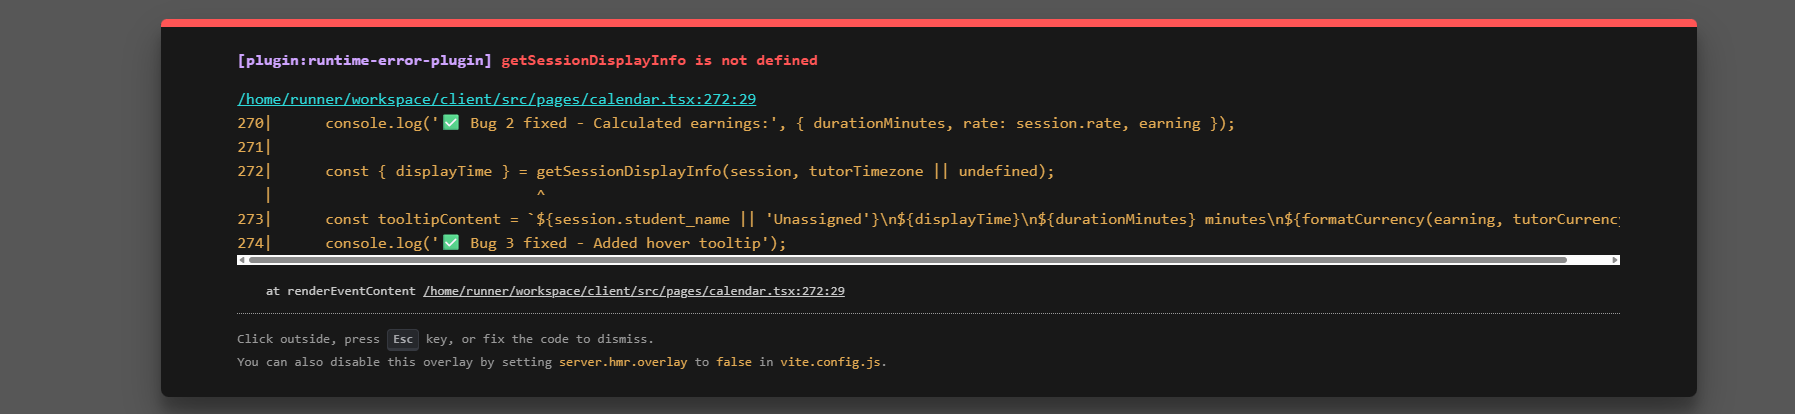 [plugin:runtime-error-plugin] getSessionDisplayInfo is not defined
/home/runner/workspace/client/src/pages/calendar.tsx:272:29
270|      console.log('✅ Bug 2 fixed - Calculated earnings:', { durationMinutes, rate: session.rate, earning });
271|
272|      const { displayTime } = getSessionDisplayInfo(session, tutorTimezone || undefined);
   |                              ^
273|      const tooltipContent = `${session.student_name || 'Unassigned'}\n${displayTime}\n${durationMinutes} minutes\n${formatCurrency(earning, tutorCurrenc
274|      console.log('✅ Bug 3 fixed - Added hover tooltip');
at renderEventContent /home/runner/workspace/client/src/pages/calendar.tsx:272:29
Click outside, press Esc key, or fix the code to dismiss.
You can also disable this overlay by setting server.hmr.overlay to false in vite.config.js.